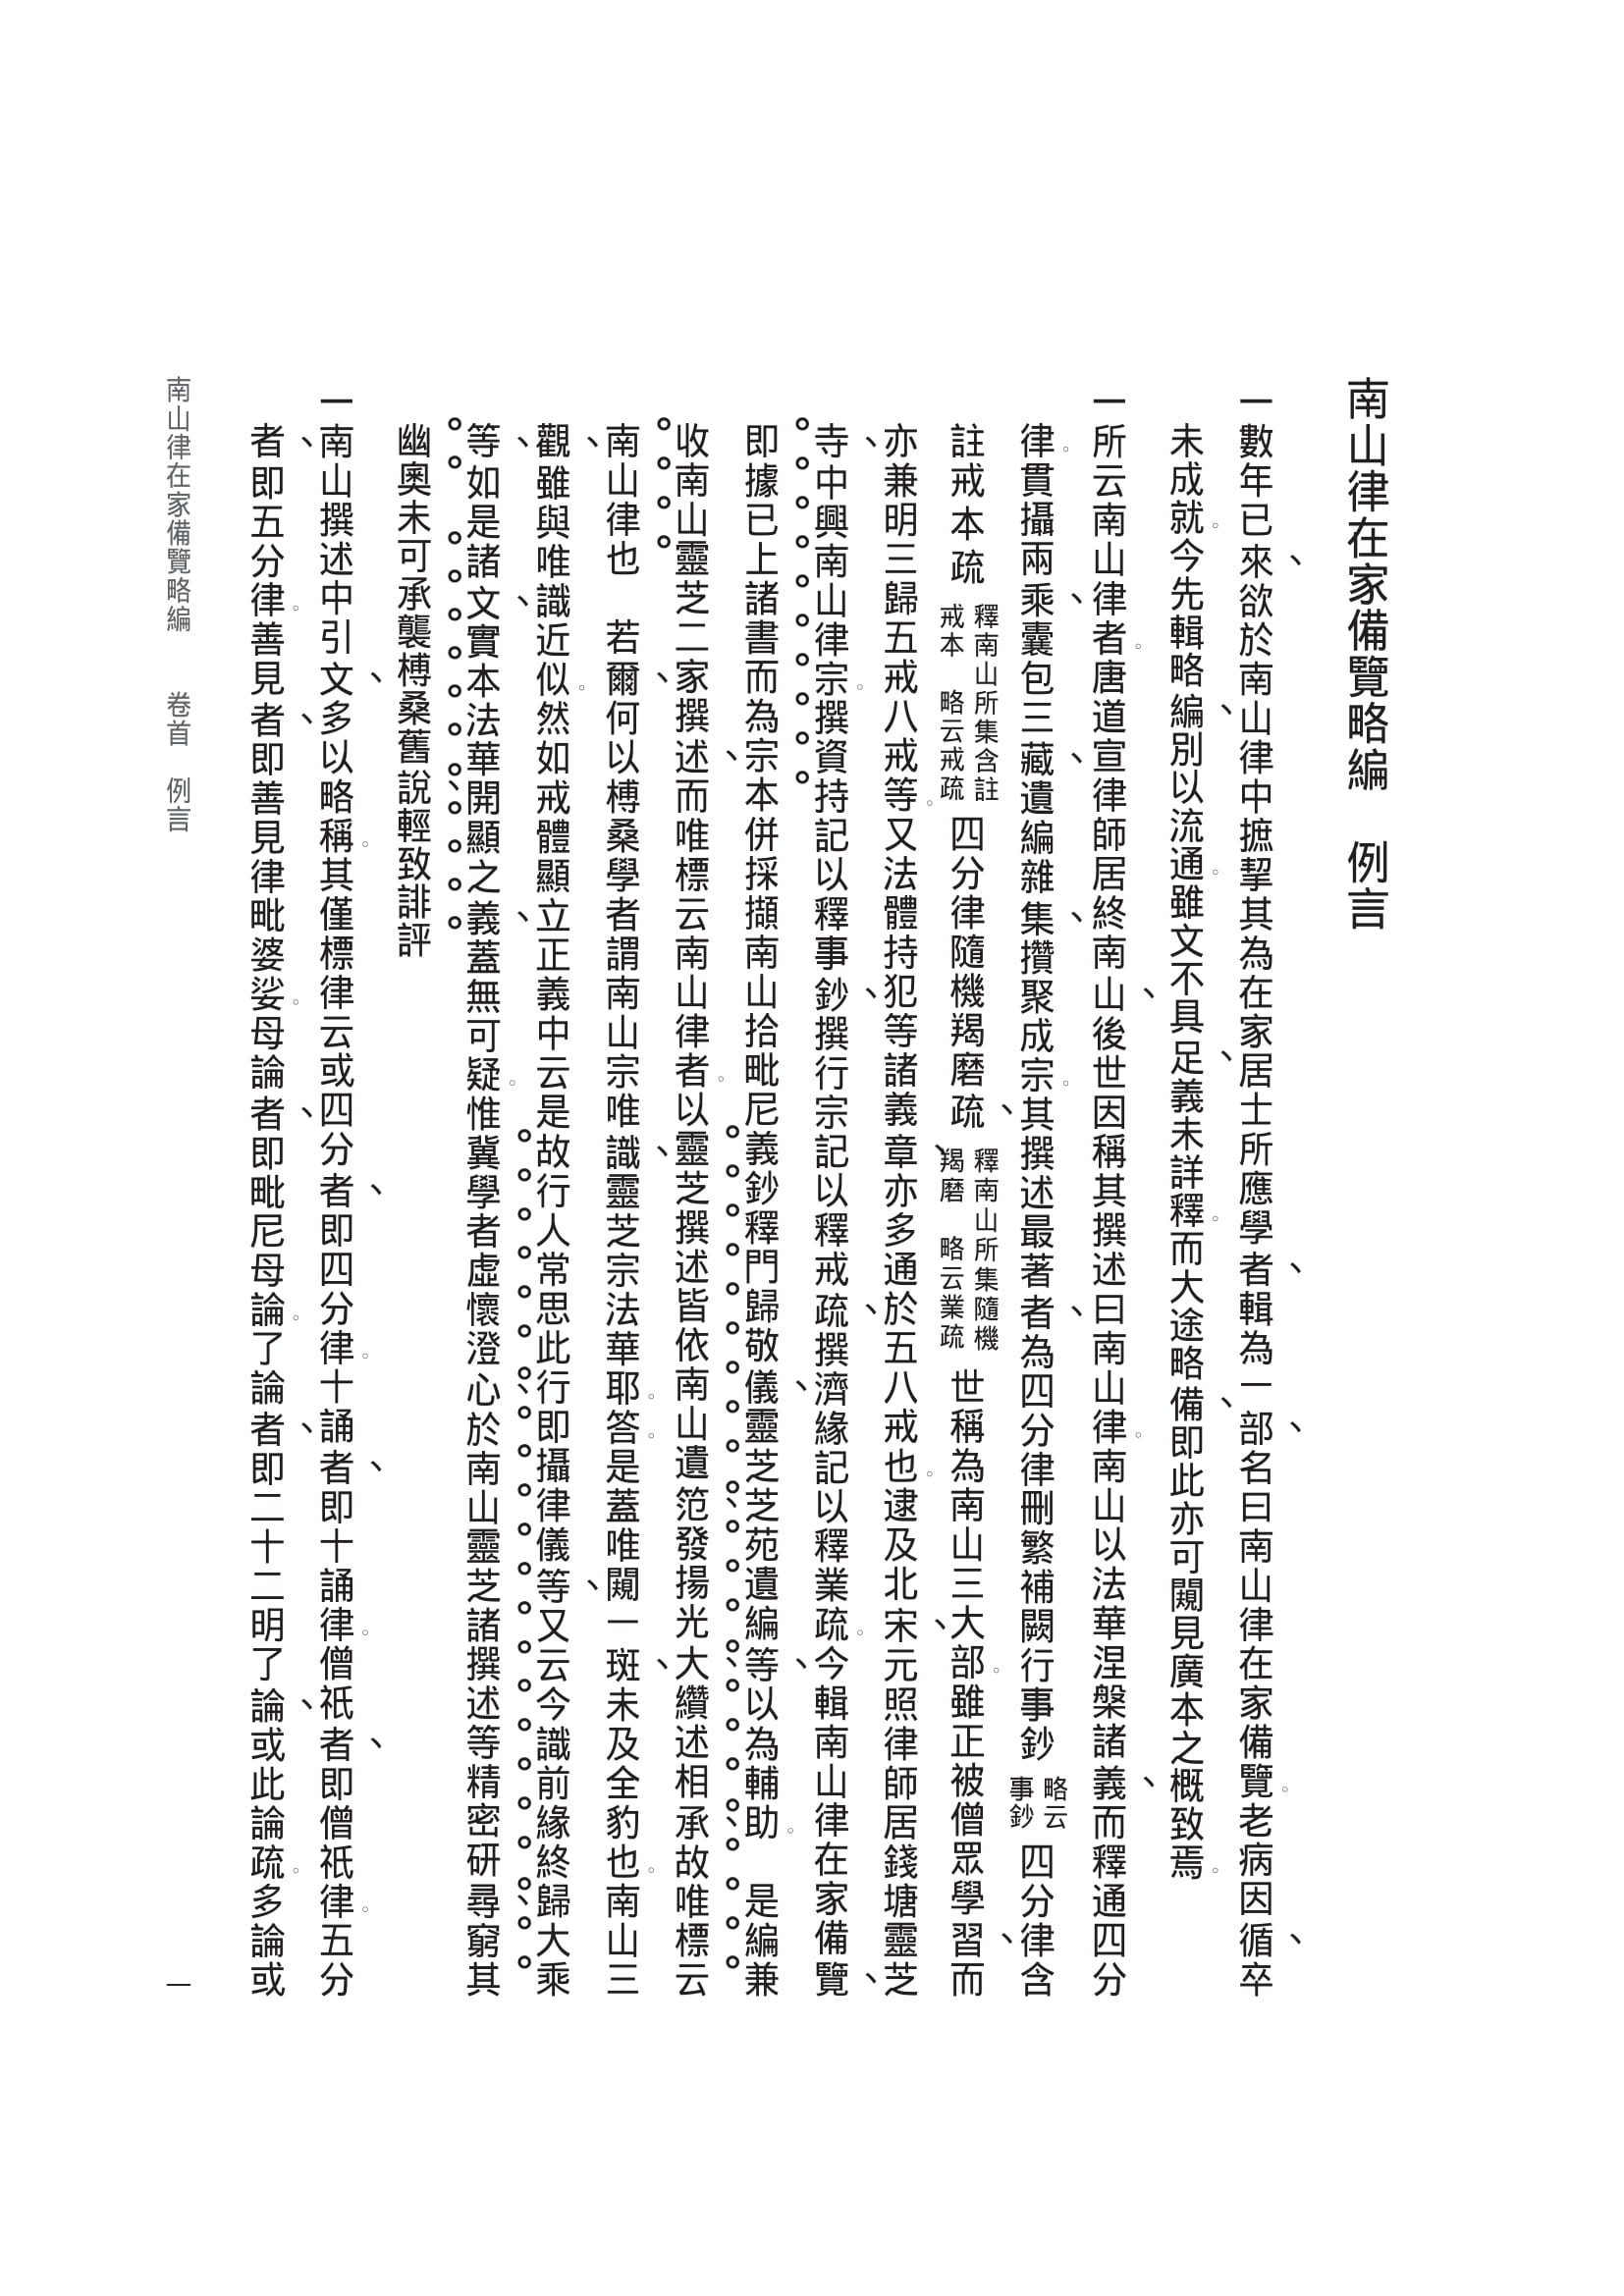 南山律在家備覽略編　例言
一數年已來、欲於南山律中摭挈其為在家居士所應學者、輯為一部、名曰南山律在家備覽。老病因循、卒
未成就。今先輯略編、別以流通。雖文不具足、義未詳釋。而大途略備、即此亦可闚見廣本之概致焉。
一所云南山律者。唐道宣律師居終南山、後世因稱其撰述曰南山律。南山以法華涅槃諸義、而釋通四分
律。貫攝兩乘、囊包三藏、遺編雜集、攢聚成宗。其撰述最著者、為四分律刪繁補闕行事鈔　略云事鈔　四分律含
註戒本疏　釋南山所集含註戒本　略云戒疏　四分律隨機羯磨疏、　釋南山所集隨機羯磨　略云業疏　世稱為南山三大部。雖正被僧眾學習、而
亦兼明三歸五戒八戒等。又法體持犯等諸義章、亦多通於五八戒也。逮及北宋、元照律師居錢塘靈芝
寺、中興南山律宗。撰資持記以釋事鈔、撰行宗記以釋戒疏、撰濟緣記以釋業疏。今輯南山律在家備覽、
即據已上諸書而為宗本併採擷南山拾毗尼義鈔釋門歸敬儀、靈芝芝苑遺編等、以為輔助。　是編兼
收南山靈芝二家撰述、而唯標云南山律者。以靈芝撰述皆依南山遺笵發揚光大纘述相承故唯標云
南山律也　若爾、何以榑桑學者謂南山宗唯識、靈芝宗法華耶。答。是蓋唯闚一斑、未及全豹也。南山三
觀、雖與唯識近似。然如戒體顯立正義中云是故行人常思此行即攝律儀等、又云今識前緣終歸大乘
等、如是諸文、實本法華開顯之義、蓋無可疑。惟冀學者虛懷澄心於南山靈芝諸撰述等精密研尋窮其
幽奧未可承襲榑桑舊說輕致誹評
一南山撰述中引文、多以略稱。其僅標律云或四分者、即四分律。十誦者、即十誦律。僧祇者、即僧祇律。五分
者、即五分律。善見者、即善見律毗婆娑。母論者、即毗尼母論。了論者、即二十二明了論、或此論疏。多論或
南山律在家備覽略編　卷首　例言　一